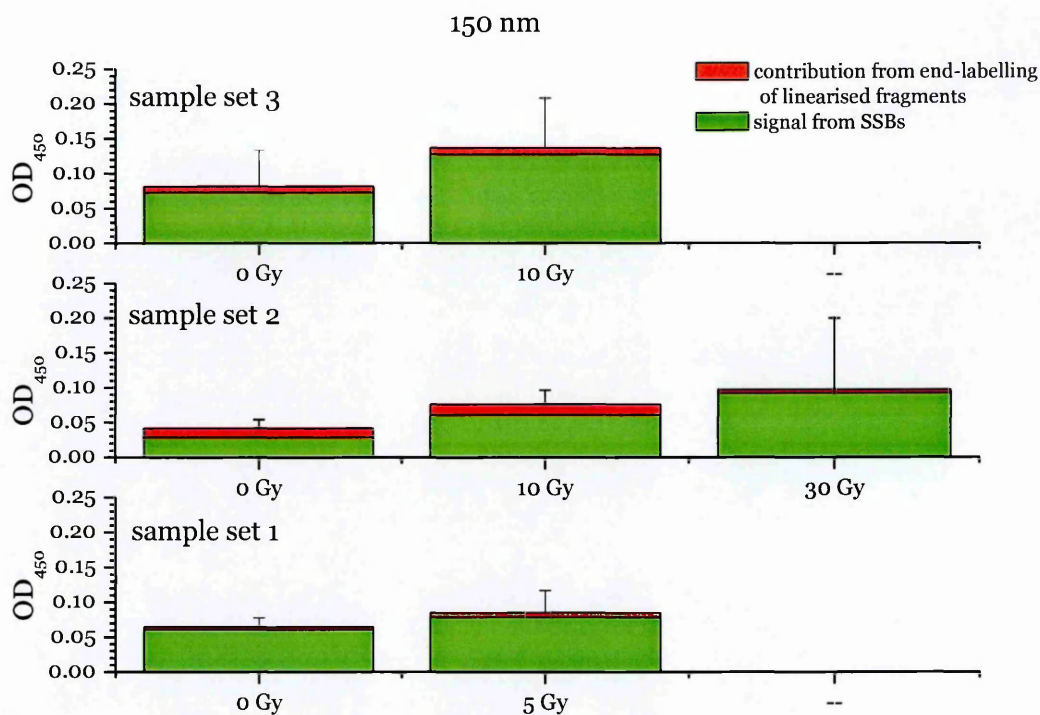 150 nm
contribution from end-labelling
of linearised fragments
signal from SSBs
sample set 3
OD450
0.25
0.20
0.15
0.10
0.05
0.00
0 Gy
10 Gy
--
sample set 2
OD450
0.25
0.20
0.15
0.10
0.05
0.00
0 Gy
10 Gy
30 Gy
sample set 1
OD450
0.25
0.20
0.15
0.10
0.05
0.00
0 Gy
5 Gy
--